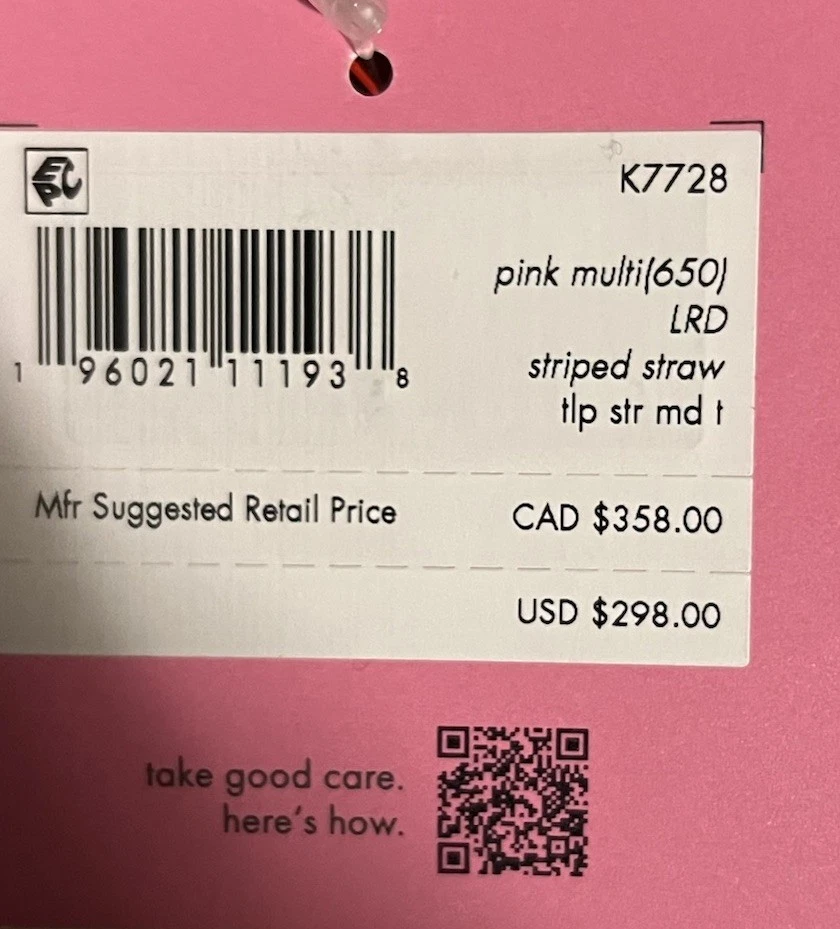 EPC
K7728
pink multi(650)
LRD
striped straw
tlp str md t
1 96021 11193 8
Mfr Suggested Retail Price CAD $358.00
USD $298.00
take good care.
here's how.